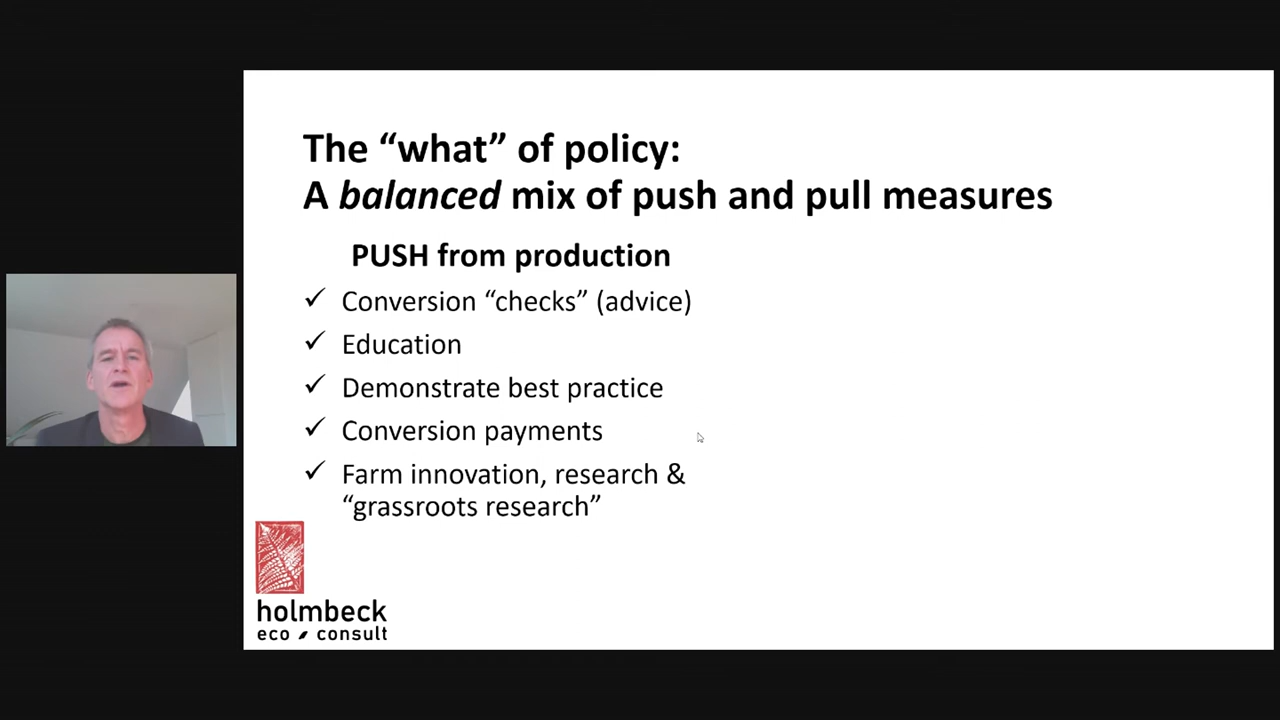 The “what” of policy:
A balanced mix of push and pull measures
PUSH from production
✓ Conversion “checks” (advice)
✓ Education
✓ Demonstrate best practice
✓ Conversion payments
✓ Farm innovation, research &
“grassroots research”
holmbeck
eco consult